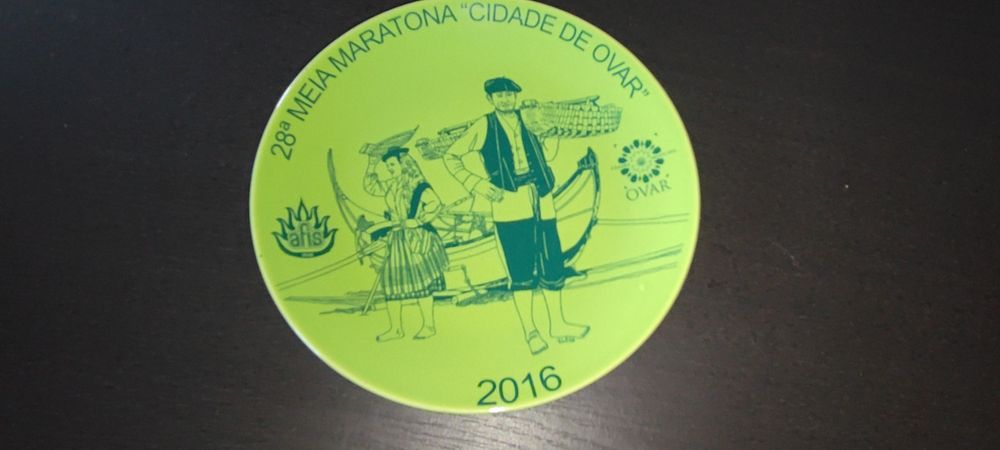 28ª MEIA MARATONA "CIDADE DE OVAR"
afis
OVAR
2016